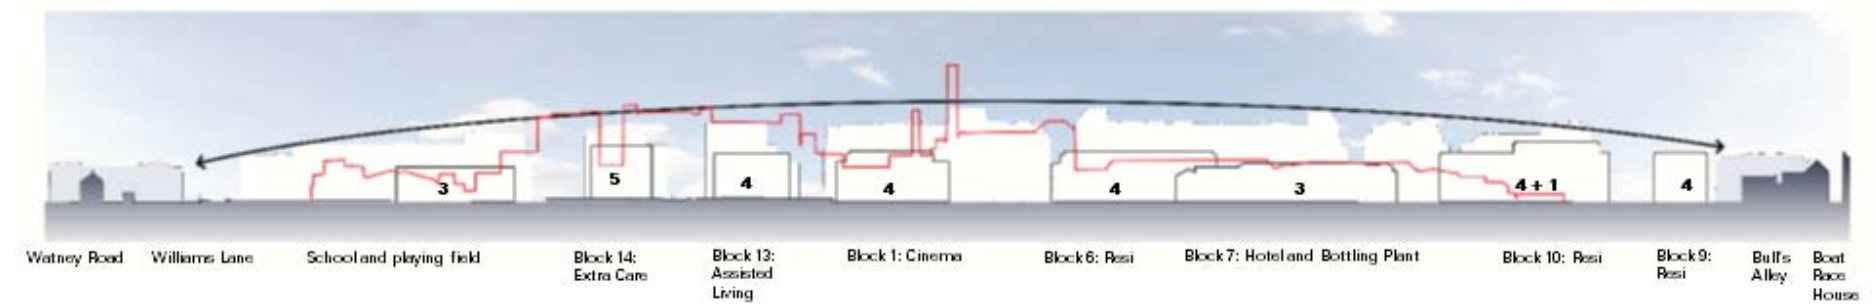 3
5
4
4
4
3
4 + 1
4
Watney Road
Williams Lane
School and playing field
Block 14:
Extra Care
Block 13:
Assisted
Living
Block 1: Cinema
Block 6: Resi
Block 7: Hotel and Bottling Plant
Block 10: Resi
Block 9:
Resi
Bull's
Alley
Boat
Race
House